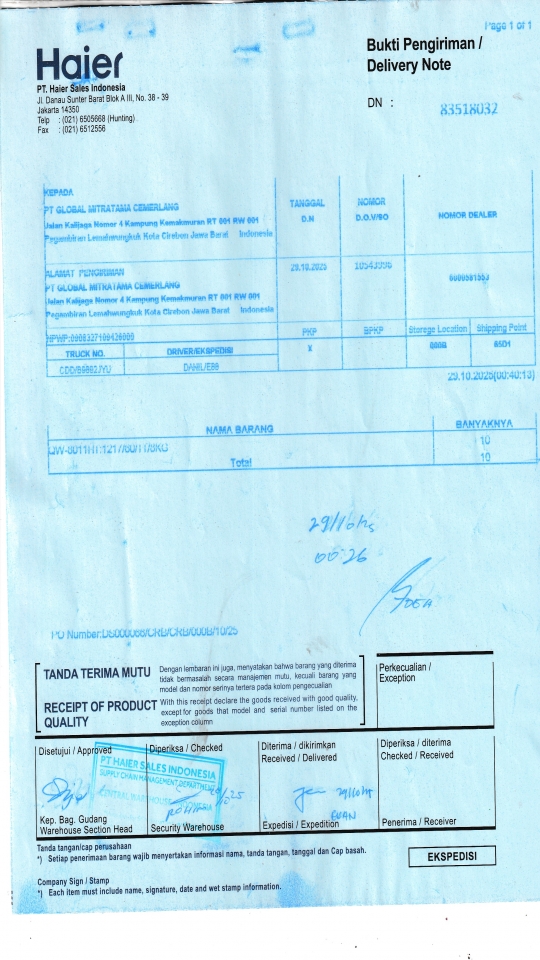 Page 1 of 1
Haier
PT. Haier Sales Indonesia
Jl. Danau Sunter Barat Blok A III, No. 38 - 39
Jakarta 14350
Telp : (021) 6505668 (Hunting)
Fax : (021) 6512556
Bukti Pengiriman /
Delivery Note
DN : 83518032
KEPADA
PT GLOBAL MITRATAMA CEMERLANG
Jalan Kalijaga Nomor 4 Kampung Kemakmuran RT 001 RW 001
Pegambiran Lemahwungkuk Kota Cirebon Jawa Barat Indonesia
TANGGAL
D.N
NOMOR
D.O.V/SO
NOMOR DEALER
ALAMAT PENGIRIMAN
PT GLOBAL MITRATAMA CEMERLANG
Jalan Kalijaga Nomor 4 Kampung Kemakmuran RT 001 RW 001
Pegambiran Lemahwungkuk Kota Cirebon Jawa Barat Indonesia
29.10.2025
PKP
X
Storage Location
Shipping Point
TRUCK NO.
DRIVER/EKSPEDISI
29.10.2025(00:40:13)
NAMA BARANG
BANYAKNYA
10
Total
10
00:26
TANDA TERIMA MUTU
Dengan lembaran ini juga, menyatakan bahwa barang yang diterima
tidak bermasalah secara manajemen mutu, kecuali barang yang
model dan nomor serinya tertera pada kolom pengecualian
RECEIPT OF PRODUCT
QUALITY
With this receipt declare the goods received with good quality,
except for goods that model and serial number listed on the
exception column
Perkecualian /
Exception
Disetujui / Approved
Diperiksa / Checked
Diterima / dikirimkan
Received / Delivered
Diperiksa / diterima
Checked / Received
PT HAIER SALES INDONESIA
SUPPLY CHAIN MANAGEMENT DEPARTMENT
CENTRAL WAREHOUSE
Kep. Bag. Gudang
Warehouse Section Head
Security Warehouse
Expedisi / Expedition
Penerima / Receiver
Tanda tangan/cap perusahaan
*) Setiap penerimaan barang wajib menyertakan informasi nama, tanda tangan, tanggal dan Cap basah.
EKSPEDISI
Company Sign / Stamp
*) Each item must include name, signature, date and wet stamp information.